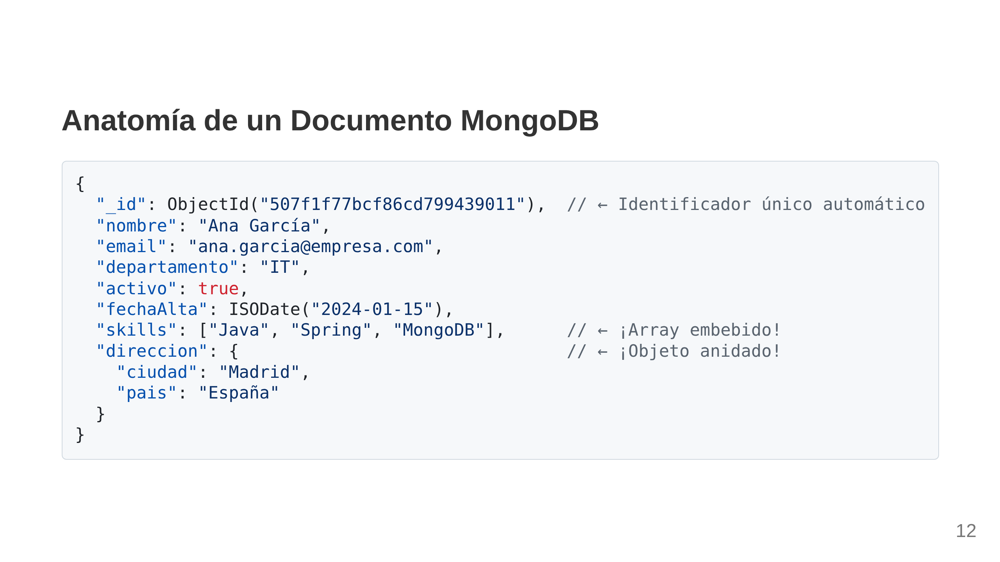 Anatomía de un Documento MongoDB
{
  "_id": ObjectId("507f1f77bcf86cd799439011"),  // ← Identificador único automático
  "nombre": "Ana García",
  "email": "ana.garcia@empresa.com",
  "departamento": "IT",
  "activo": true,
  "fechaAlta": ISODate("2024-01-15"),
  "skills": ["Java", "Spring", "MongoDB"],      // ← ¡Array embebido!
  "direccion": {                                // ← ¡Objeto anidado!
    "ciudad": "Madrid",
    "pais": "España"
  }
}
12